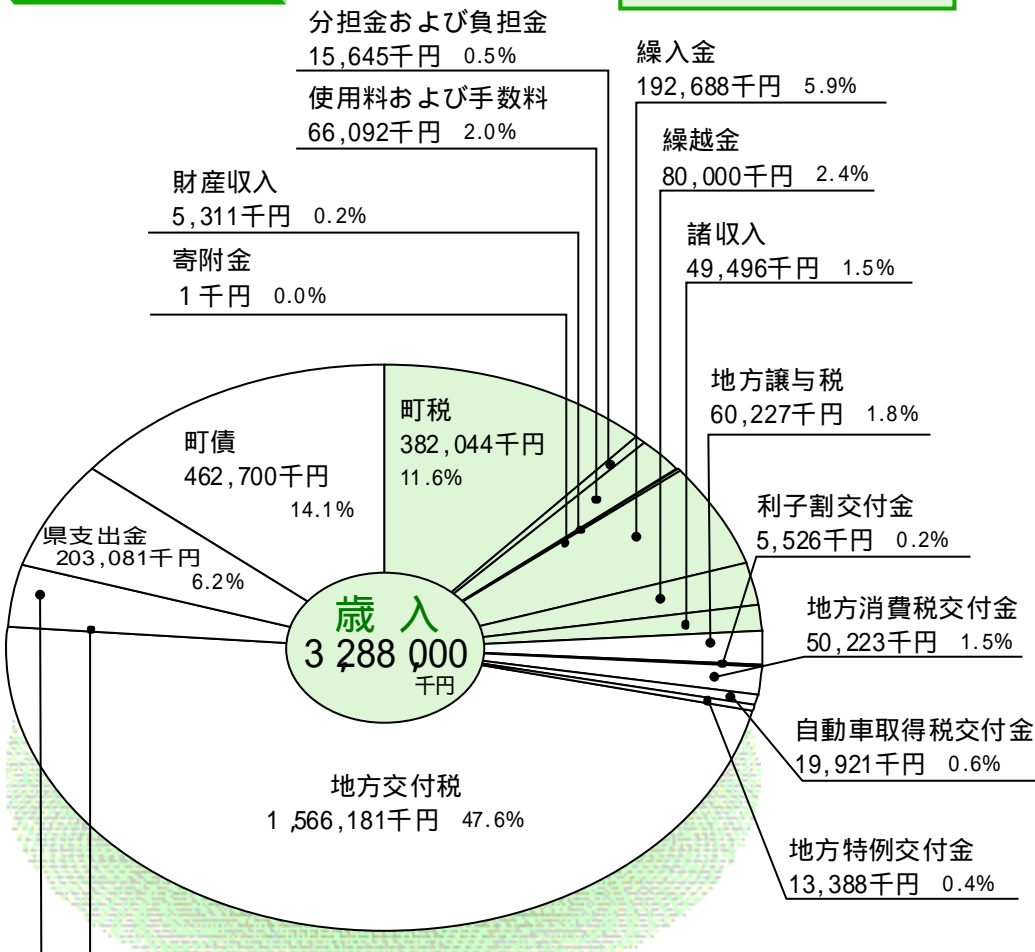 分担金および負担金
15,645千円 0.5%
使用料および手数料
66,092千円 2.0%
財産収入
5,311千円 0.2%
寄附金
1千円 0.0%
繰入金
192,688千円 5.9%
繰越金
80,000千円 2.4%
諸収入
49,496千円 1.5%
地方譲与税
60,227千円 1.8%
利子割交付金
5,526千円 0.2%
地方消費税交付金
50,223千円 1.5%
自動車取得税交付金
19,921千円 0.6%
地方特例交付金
13,388千円 0.4%
町税
382,044千円
11.6%
町債
462,700千円
14.1%
県支出金
203,081千円
6.2%
歳入
3,288,000
千円
地方交付税
1,566,181千円 47.6%